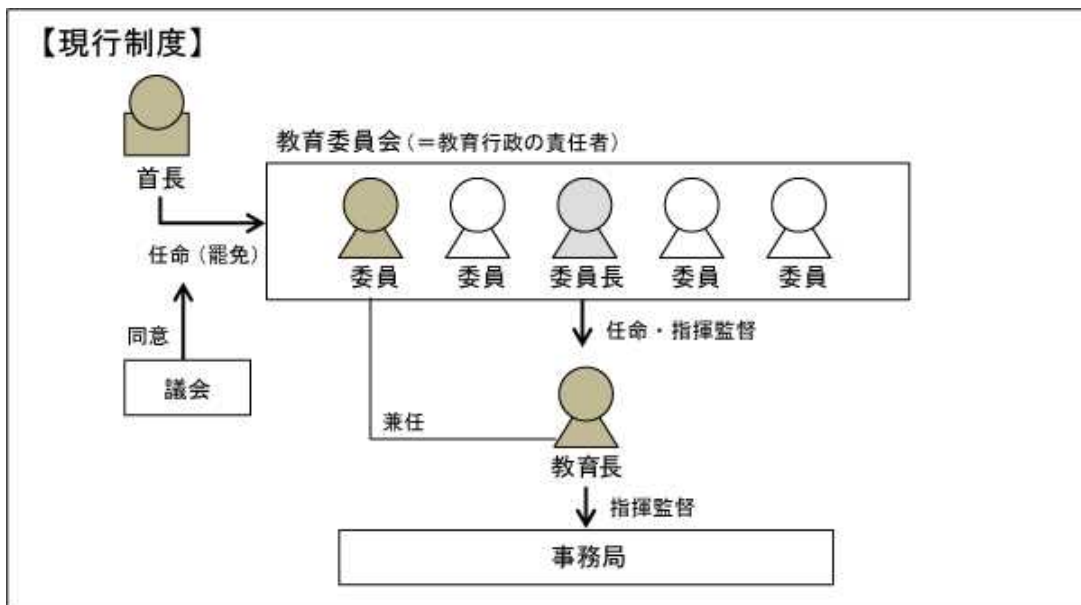 【現行制度】
首長
教育委員会(＝教育行政の責任者)
委員 委員 委員長 委員 委員
任命(罷免)
同意
議会
任命・指揮監督
兼任
教育長
指揮監督
事務局